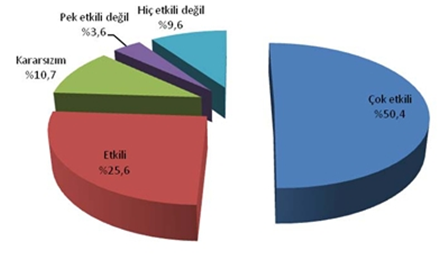 Hiç etkili değil
%9,6
Pek etkili değil
%3,6
Kararsızım
%10,7
Çok etkili
%50,4
Etkili
%25,6